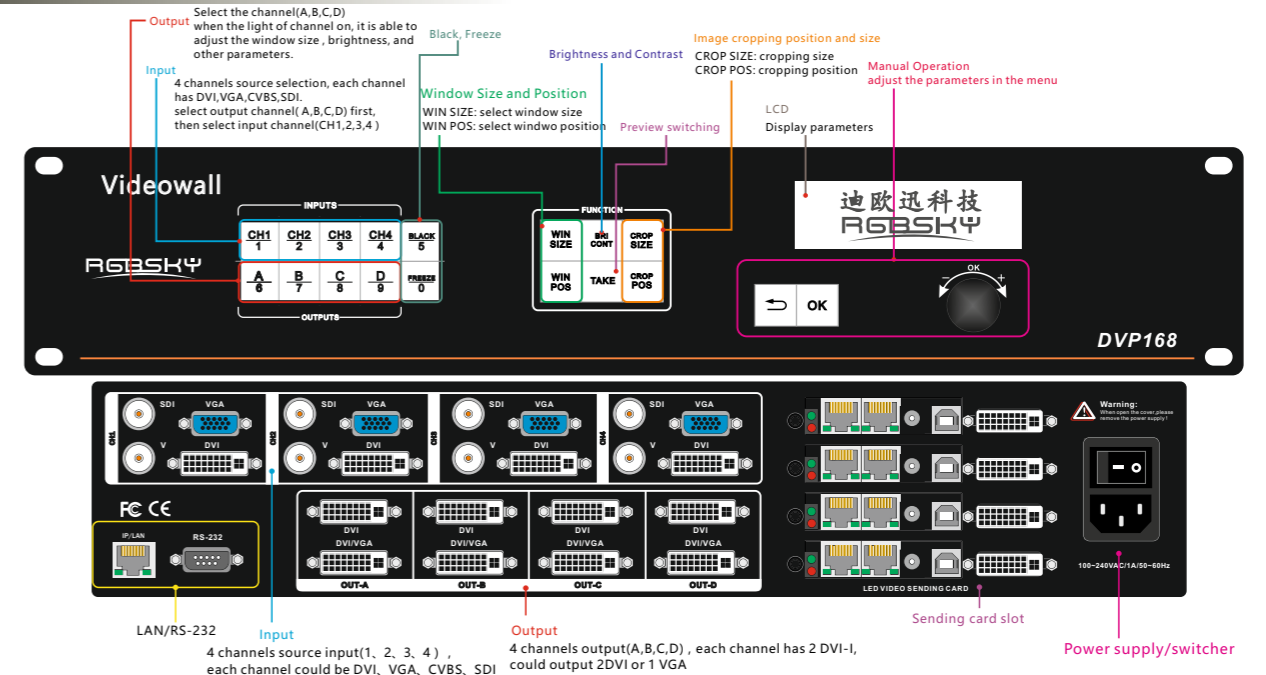 Output
Select the channel(A,B,C,D)
when the light of channel on, it is able to
adjust the window size , brightness, and
other parameters.
Input
4 channels source selection, each channel
has DVI,VGA,CVBS,SDI.
select output channel( A,B,C,D) first,
then select input channel(CH1,2,3,4 )
Black, Freeze
Window Size and Position
WIN SIZE: select window size
WIN POS: select windwo position
Brightness and Contrast
Preview switching
Image cropping position and size
CROP SIZE: cropping size
CROP POS: cropping position
Manual Operation
adjust the parameters in the menu
LCD
Display parameters
Videowall
RGBSKY
INPUTS
CH1 CH2 CH3 CH4 BLACK
1 2 3 4 5
A B C D FREEZE
6 7 8 9 0
OUTPUTS
FUNCTION
WIN SIZE
BRI CONT
CROP SIZE
WIN POS
TAKE
CROP POS
迪欧迅科技
RGBSKY
OK
OK
− +
DVP168
CH1 SDI VGA
V DVI
CH2 SDI VGA
V DVI
CH3 SDI VGA
V DVI
CH4 SDI VGA
V DVI
FC CE
IP/LAN RS-232
DVI DVI DVI DVI
DVI/VGA DVI/VGA DVI/VGA DVI/VGA
OUT-A OUT-B OUT-C OUT-D
LED VIDEO SENDING CARD
Warning:
When open the cover,please
remove the power supply !
100~240VAC/1A/50~60Hz
LAN/RS-232
Input
4 channels source input(1、2、3、4 ) ,
each channel could be DVI、VGA、CVBS、SDI
Output
4 channels output(A,B,C,D) , each channel has 2 DVI-I,
could output 2DVI or 1 VGA
Sending card slot
Power supply/switcher